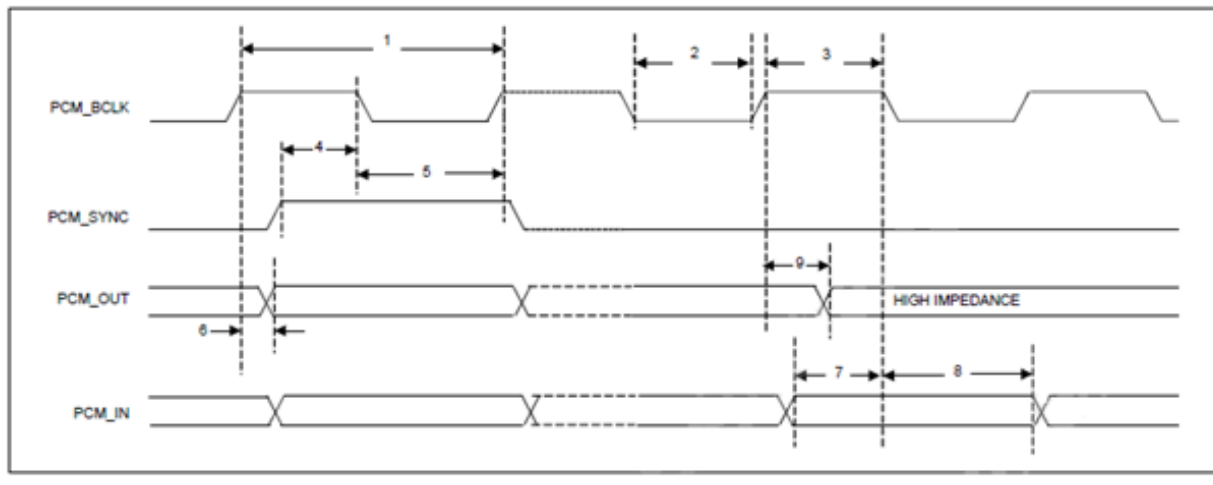 1
2
3
PCM_BCLK
4
5
PCM_SYNC
9
PCM_OUT
HIGH IMPEDANCE
6
7
8
PCM_IN